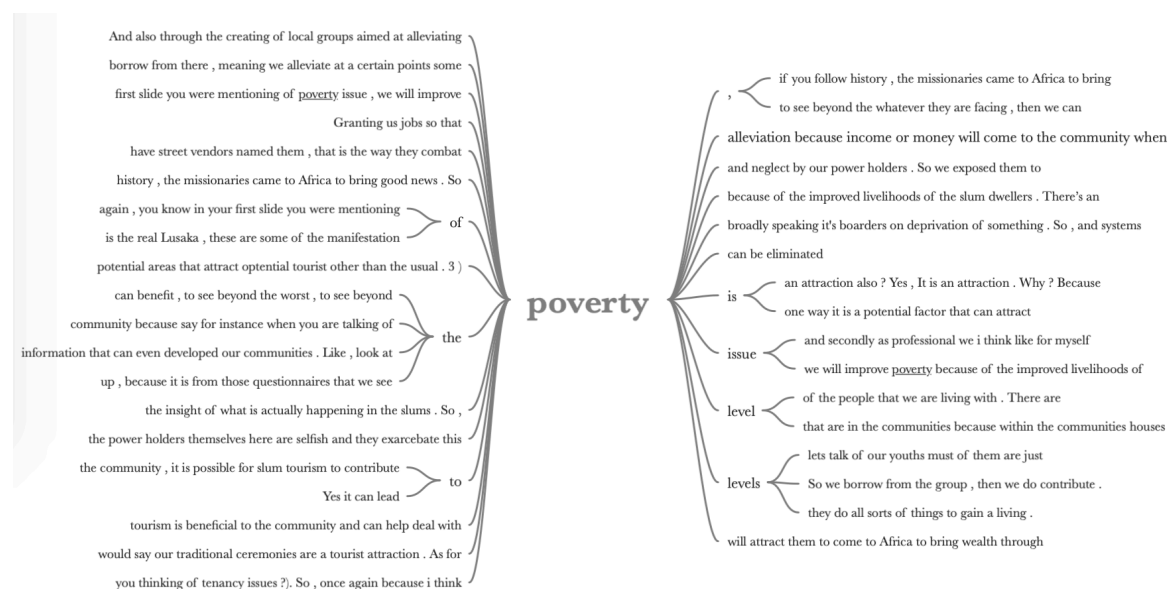 And also through the creating of local groups aimed at alleviating
borrow from there , meaning we alleviate at a certain points some
first slide you were mentioning of poverty issue , we will improve
Granting us jobs so that
have street vendors named them , that is the way they combat
history , the missionaries came to Africa to bring good news . So
again , you know in your first slide you were mentioning
is the real Lusaka , these are some of the manifestation
of
potential areas that attract optential tourist other than the usual . 3 )
can benefit , to see beyond the worst , to see beyond
community because say for instance when you are talking of
information that can even developed our communities . Like , look at
up , because it is from those questionnaires that we see
the
the insight of what is actually happening in the slums . So ,
the power holders themselves here are selfish and they exarcebate this
the community , it is possible for slum tourism to contribute
Yes it can lead
to
tourism is beneficial to the community and can help deal with
would say our traditional ceremonies are a tourist attraction . As for
you thinking of tenancy issues ?). So , once again because i think
poverty
,
if you follow history , the missionaries came to Africa to bring
to see beyond the whatever they are facing , then we can
alleviation because income or money will come to the community when
and neglect by our power holders . So we exposed them to
because of the improved livelihoods of the slum dwellers . There's an
broadly speaking it's boarders on deprivation of something . So , and systems
can be eliminated
is
an attraction also ? Yes , It is an attraction . Why ? Because
one way it is a potential factor that can attract
issue
and secondly as professional we i think like for myself
we will improve poverty because of the improved livelihoods of
level
of the people that we are living with . There are
that are in the communities because within the communities houses
levels
lets talk of our youths must of them are just
So we borrow from the group , then we do contribute .
they do all sorts of things to gain a living .
will attract them to come to Africa to bring wealth through